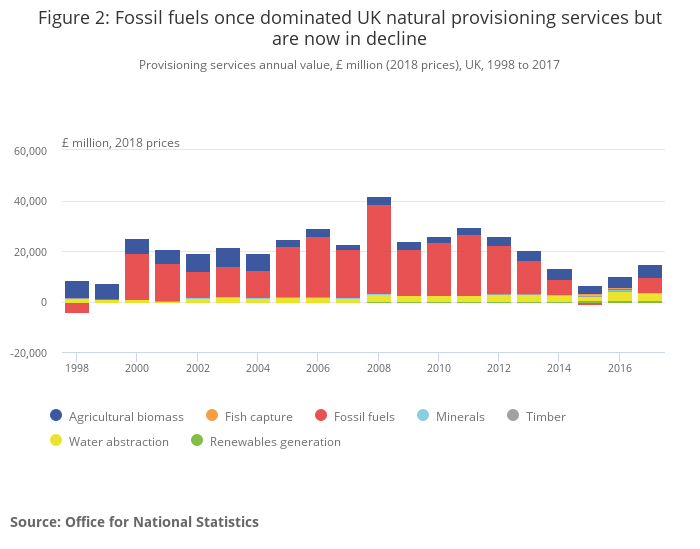 Figure 2: Fossil fuels once dominated UK natural provisioning services but
are now in decline
Provisioning services annual value, £ million (2018 prices), UK, 1998 to 2017
£ million, 2018 prices
60,000
40,000
20,000
0
-20,000
1998 2000 2002 2004 2006 2008 2010 2012 2014 2016
Agricultural biomass Fish capture Fossil fuels Minerals Timber
Water abstraction Renewables generation
Source: Office for National Statistics